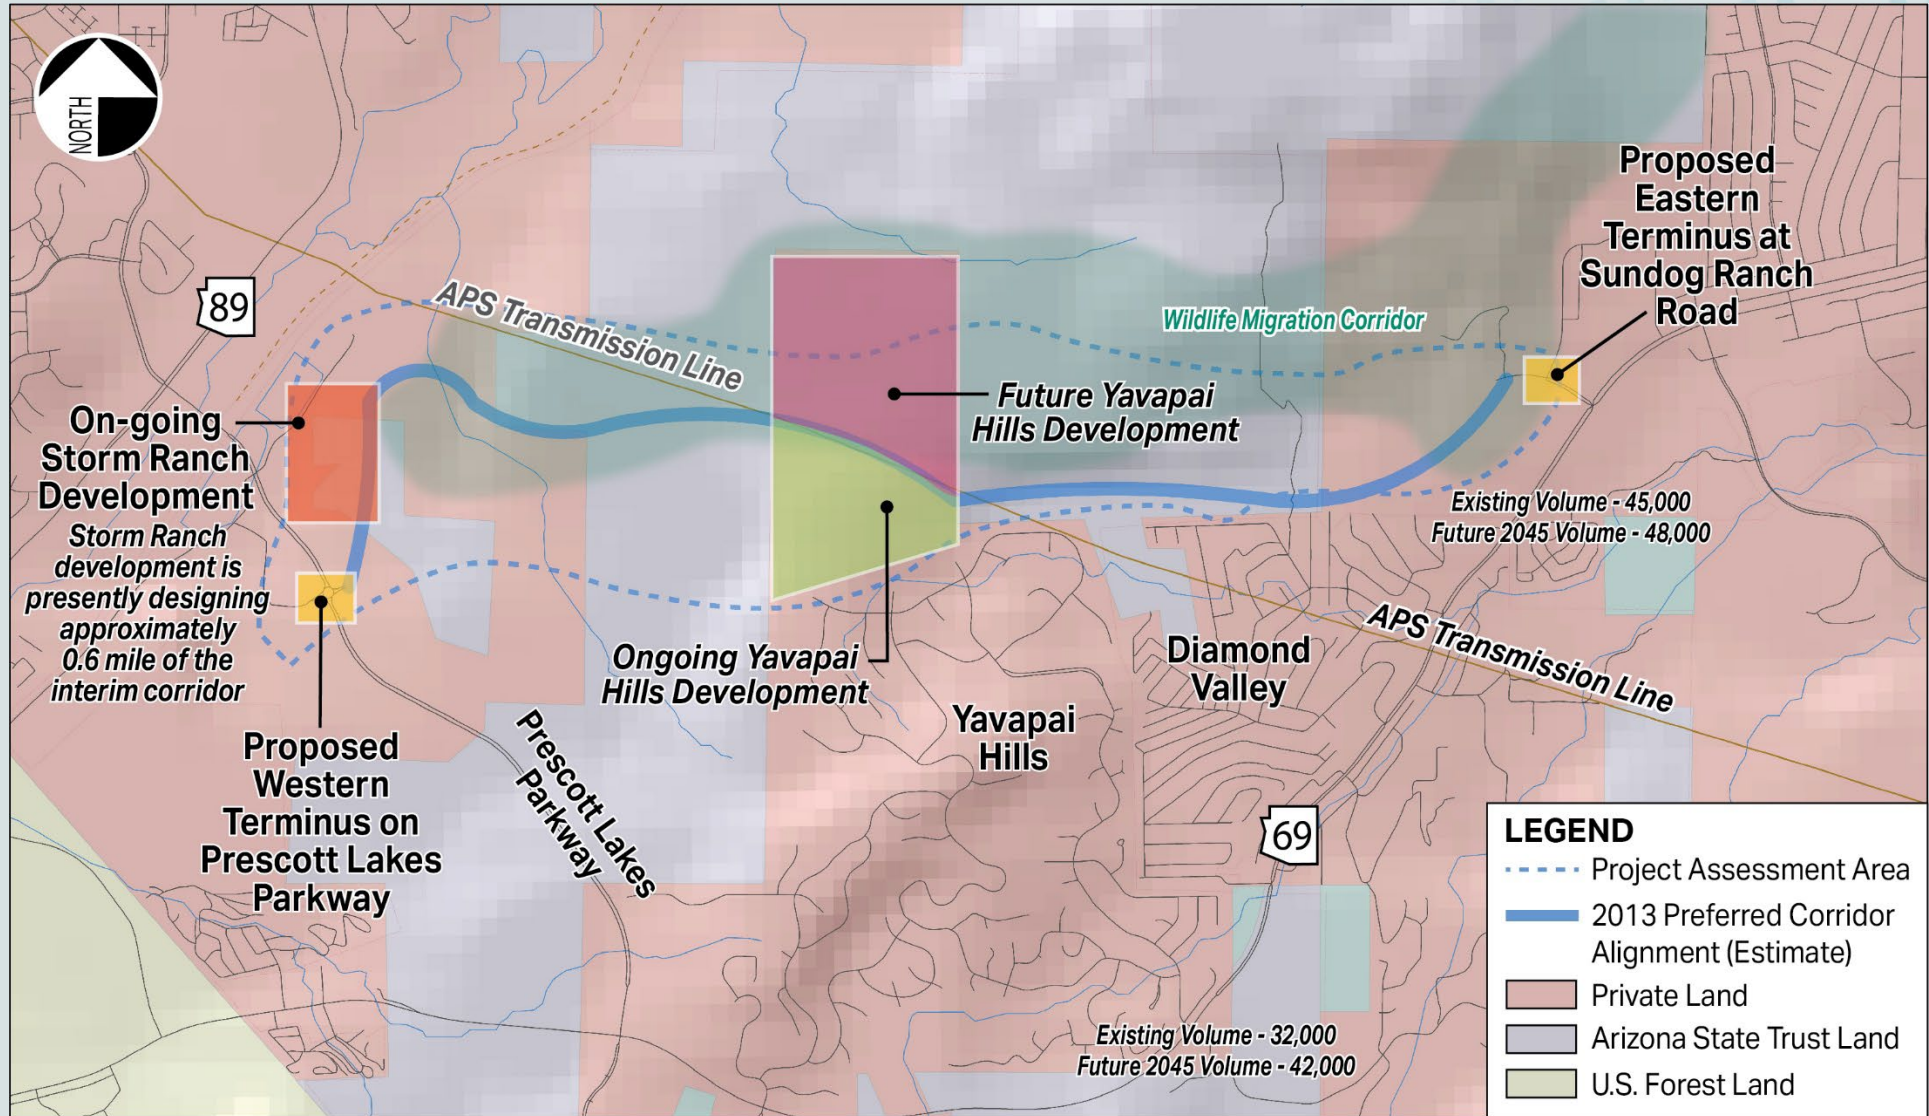 NORTH
89
APS Transmission Line
Wildlife Migration Corridor
Proposed
Eastern
Terminus at
Sundog Ranch
Road
On-going
Storm Ranch
Development
Storm Ranch
development is
presently designing
approximately
0.6 mile of the
interim corridor
Future Yavapai
Hills Development
Existing Volume - 45,000
Future 2045 Volume - 48,000
Ongoing Yavapai
Hills Development
Diamond
Valley
APS Transmission Line
Yavapai
Hills
Proposed
Western
Terminus on
Prescott Lakes
Parkway
Prescott Lakes
Parkway
69
Existing Volume - 32,000
Future 2045 Volume - 42,000
LEGEND
Project Assessment Area
2013 Preferred Corridor
Alignment (Estimate)
Private Land
Arizona State Trust Land
U.S. Forest Land